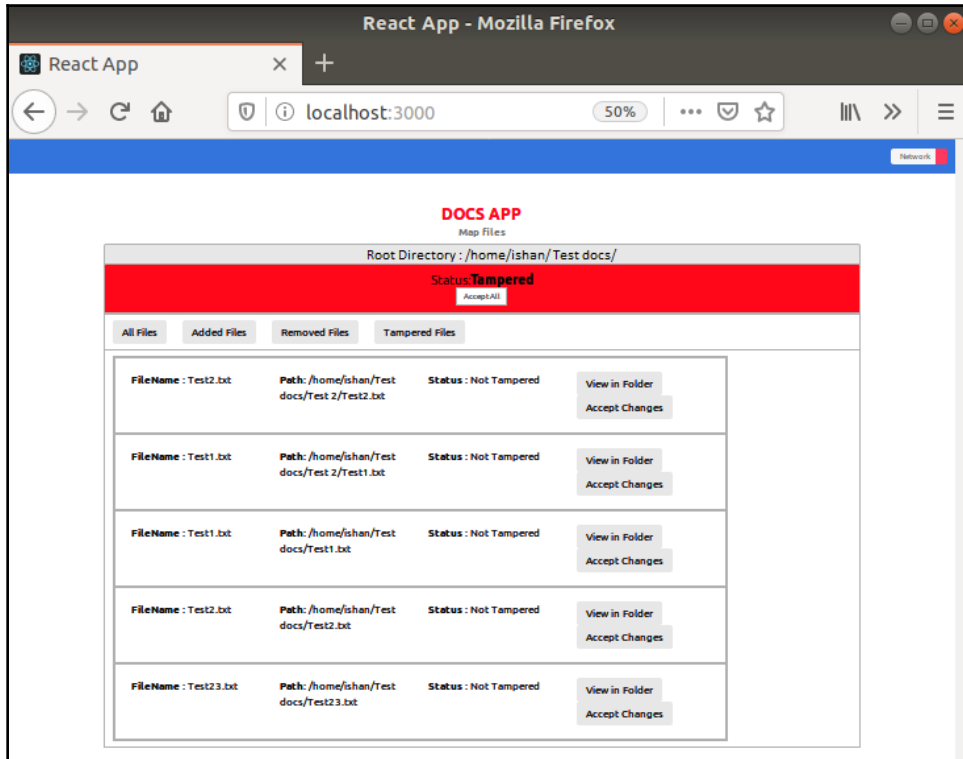 React App - Mozilla Firefox
React App
localhost:3000
50%
Network
DOCS APP
Map files
Root Directory : /home/ishan/ Test docs/
Status:Tampered
Accept All
All Files Added Files Removed Files Tampered Files
FileName : Test2.txt Path: /home/ishan/Test Status : Not Tampered View in Folder
docs/Test 2/Test2.txt
Accept Changes
FileName : Test1.txt Path: /home/ishan/Test Status : Not Tampered View in Folder
docs/Test 2/Test1.txt
Accept Changes
FileName : Test1.txt Path: /home/ishan/Test Status : Not Tampered View in Folder
docs/Test1.txt
Accept Changes
FileName : Test2.txt Path: /home/ishan/Test Status : Not Tampered View in Folder
docs/Test2.txt
Accept Changes
FileName : Test23.txt Path: /home/ishan/Test Status : Not Tampered View in Folder
docs/Test23.txt
Accept Changes